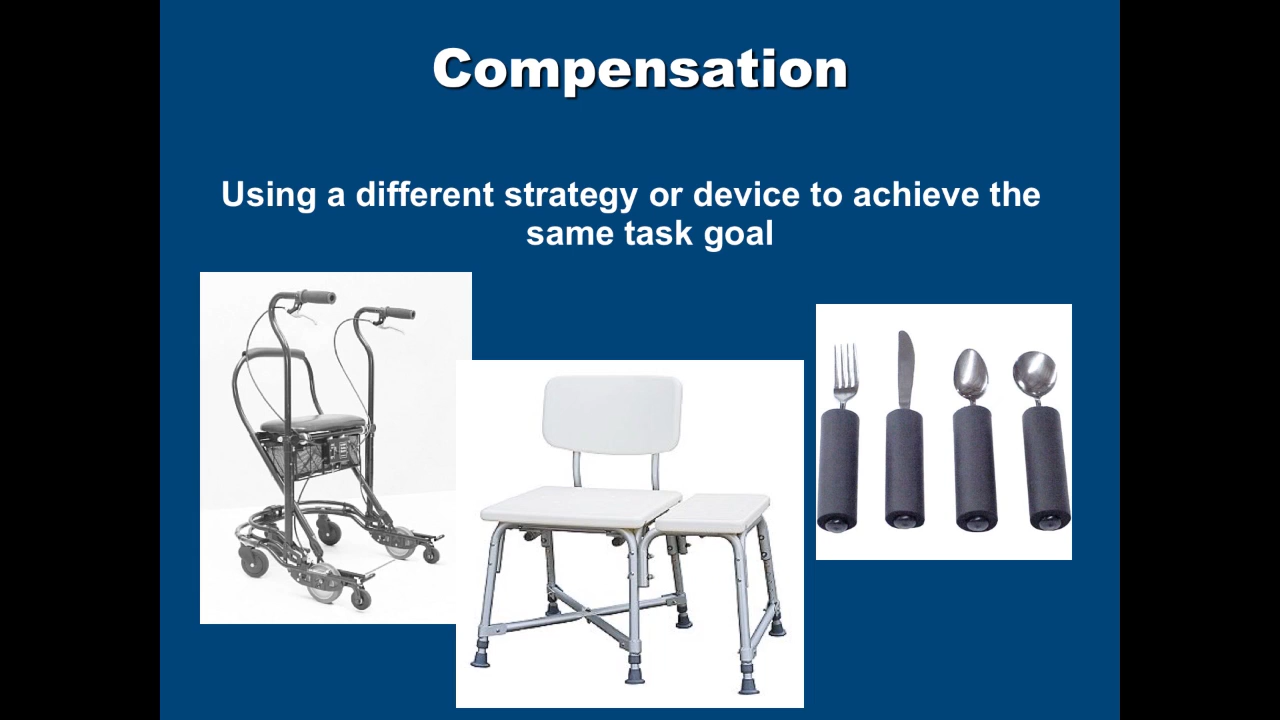 Compensation
Using a different strategy or device to achieve the
same task goal